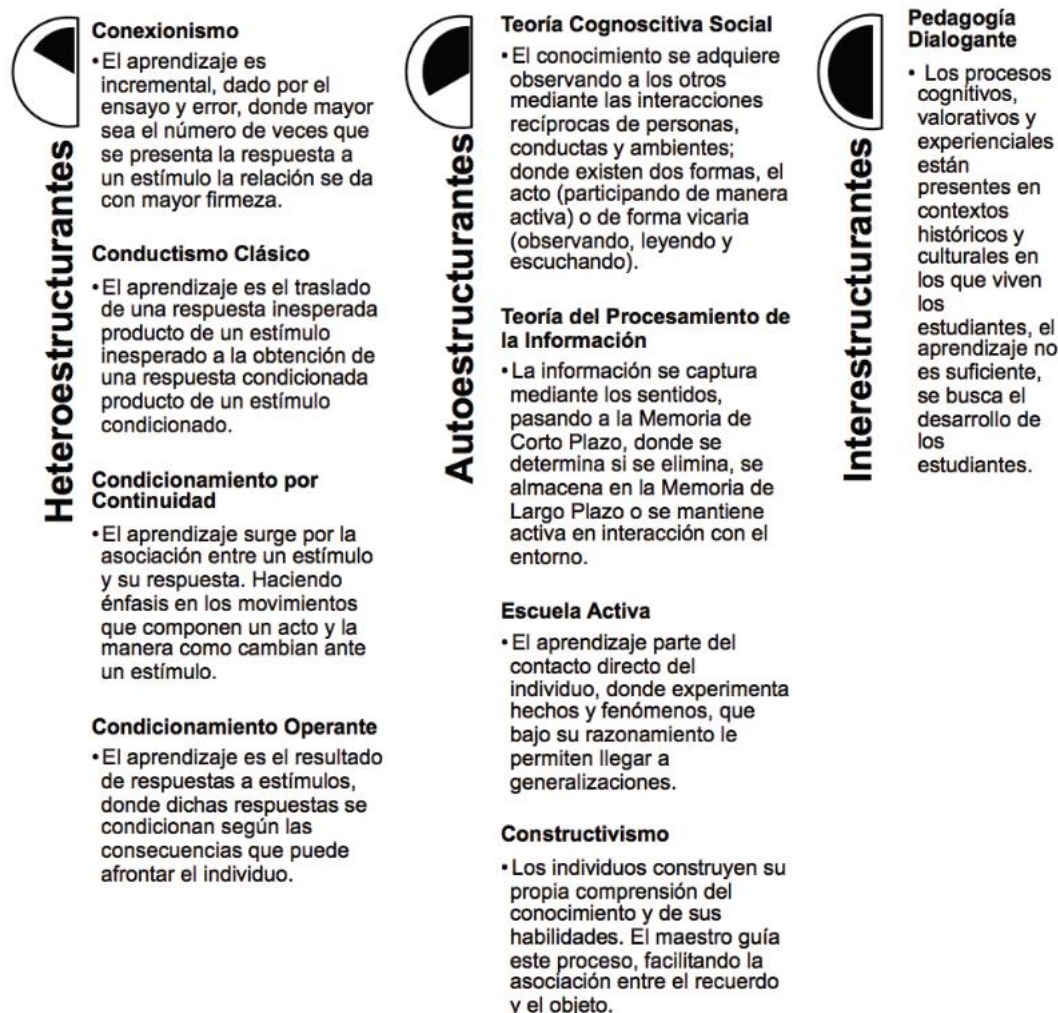 Heteroestructurantes
Conexionismo
• El aprendizaje es
incremental, dado por el
ensayo y error, donde mayor
sea el número de veces que
se presenta la respuesta a
un estímulo la relación se da
con mayor firmeza.
Conductismo Clásico
• El aprendizaje es el traslado
de una respuesta inesperada
producto de un estímulo
inesperado a la obtención de
una respuesta condicionada
producto de un estímulo
condicionado.
Condicionamiento por
Continuidad
• El aprendizaje surge por la
asociación entre un estímulo
y su respuesta. Haciendo
énfasis en los movimientos
que componen un acto y la
manera como cambian ante
un estímulo.
Condicionamiento Operante
• El aprendizaje es el resultado
de respuestas a estímulos,
donde dichas respuestas se
condicionan según las
consecuencias que puede
afrontar el individuo.
Autoestructurantes
Teoría Cognoscitiva Social
• El conocimiento se adquiere
observando a los otros
mediante las interacciones
recíprocas de personas,
conductas y ambientes;
donde existen dos formas, el
acto (participando de manera
activa) o de forma vicaria
(observando, leyendo y
escuchando).
Teoría del Procesamiento de
la Información
• La información se captura
mediante los sentidos,
pasando a la Memoria de
Corto Plazo, donde se
determina si se elimina, se
almacena en la Memoria de
Largo Plazo o se mantiene
activa en interacción con el
entorno.
Escuela Activa
• El aprendizaje parte del
contacto directo del
individuo, donde experimenta
hechos y fenómenos, que
bajo su razonamiento le
permiten llegar a
generalizaciones.
Constructivismo
• Los individuos construyen su
propia comprensión del
conocimiento y de sus
habilidades. El maestro guía
este proceso, facilitando la
asociación entre el recuerdo
y el objeto.
Interestructurantes
Pedagogía
Dialogante
• Los procesos
cognitivos,
valorativos y
experienciales
están
presentes en
contextos
históricos y
culturales en
los que viven
los
estudiantes, el
aprendizaje no
es suficiente,
se busca el
desarrollo de
los
estudiantes.